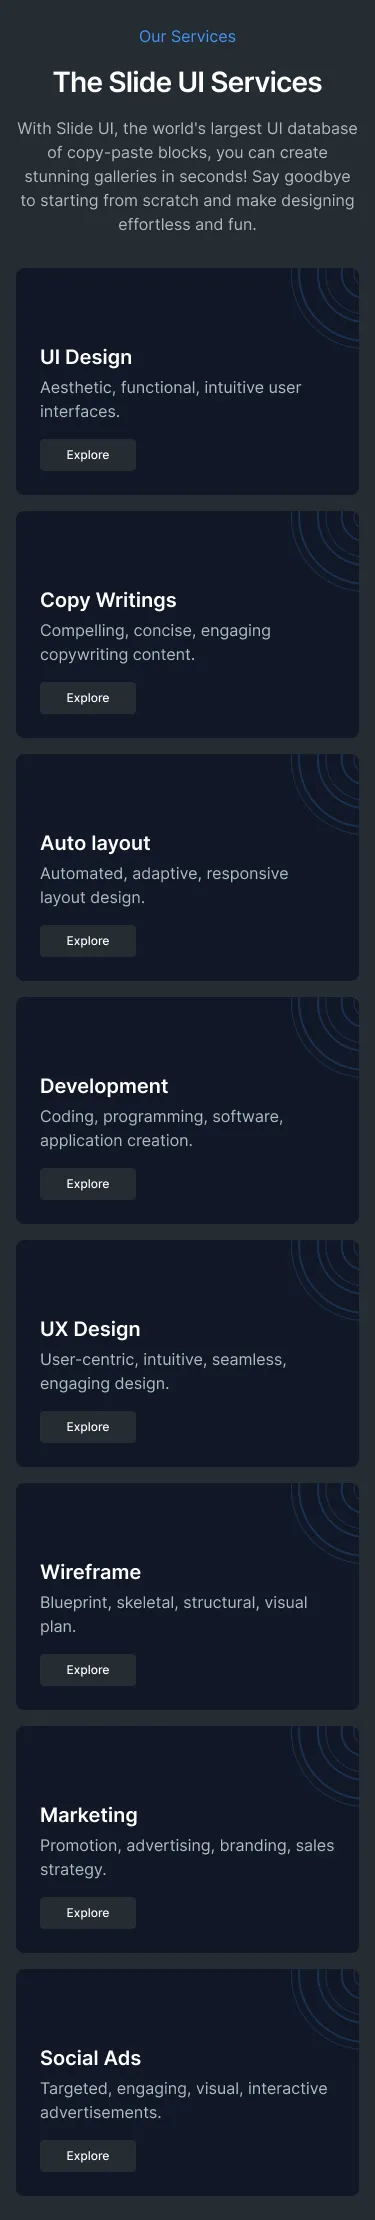 Our Services
The Slide UI Services
With Slide UI, the world's largest UI database
of copy-paste blocks, you can create
stunning galleries in seconds! Say goodbye
to starting from scratch and make designing
effortless and fun.
UI Design
Aesthetic, functional, intuitive user
interfaces.
Explore
Copy Writings
Compelling, concise, engaging
copywriting content.
Explore
Auto layout
Automated, adaptive, responsive
layout design.
Explore
Development
Coding, programming, software,
application creation.
Explore
UX Design
User-centric, intuitive, seamless,
engaging design.
Explore
Wireframe
Blueprint, skeletal, structural, visual
plan.
Explore
Marketing
Promotion, advertising, branding, sales
strategy.
Explore
Social Ads
Targeted, engaging, visual, interactive
advertisements.
Explore